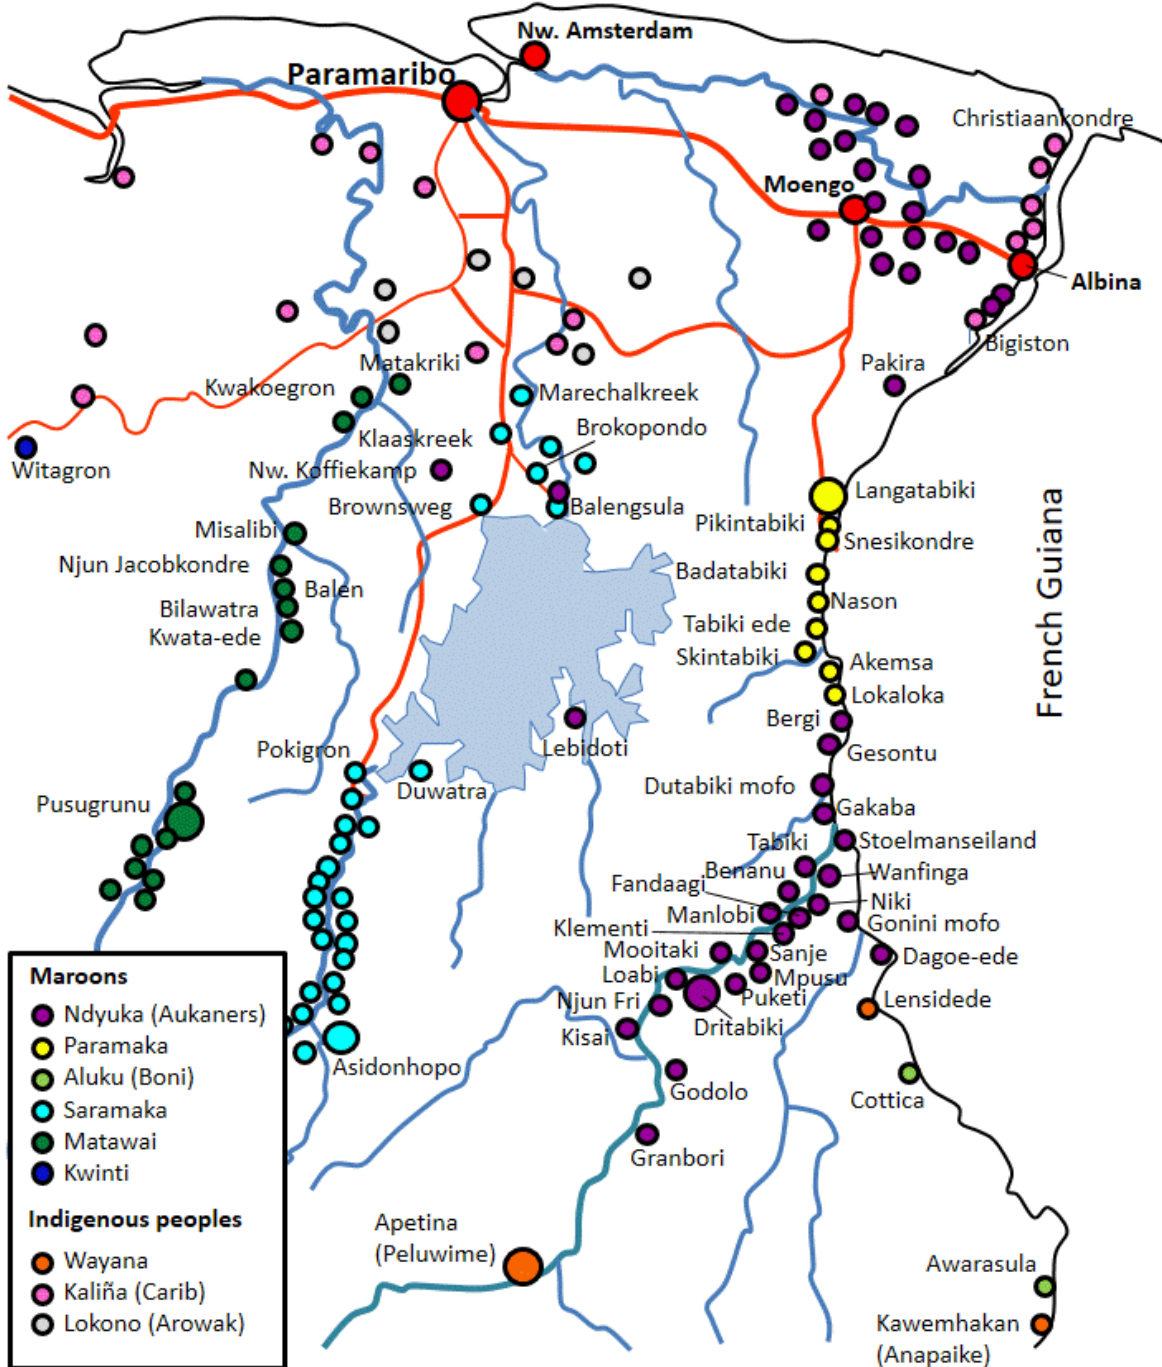 Nw. Amsterdam
Paramaribo
Christiaankondre
Moengo
Albina
Bigiston
Pakira
Matakriki
Kwakoegron
Marechalkreek
Brokopondo
Klaaskreek
Witagron
Nw. Koffiekamp
Brownsweg
Balengsula
Langatabiki
Pikintabiki
Snesikondre
Misalibi
Njun Jacobkondre
Balen
Bilawatra
Kwata-ede
Badatabiki
Nason
Tabiki ede
Skintabiki
Akemsa
Lokaloka
French Guiana
Bergi
Gesontu
Lebidoti
Pokigron
Duwatra
Dutabiki mofo
Gakaba
Pusugrunu
Tabiki
Stoelmanseiland
Benanu
Wanfinga
Fandaagi
Niki
Manlobi
Gonini mofo
Klementi
Mooitaki
Sanje
Dagoe-ede
Loabi
Mpusu
Njun Fri
Puketi
Lensidede
Kisai
Dritabiki
Asidonhopo
Godolo
Cottica
Granbori
Apetina
(Peluwime)
Awarasula
Kawemhakan
(Anapaike)
Maroons
Ndyuka (Aukaners)
Paramaka
Aluku (Boni)
Saramaka
Matawai
Kwinti
Indigenous peoples
Wayana
Kaliña (Carib)
Lokono (Arowak)